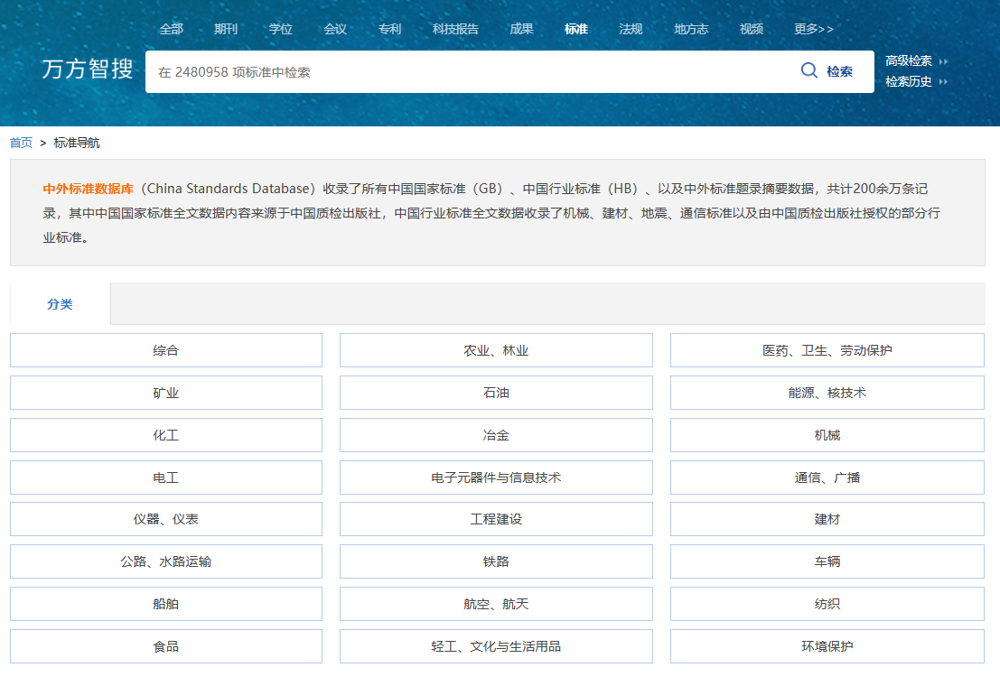 全部 期刊 学位 会议 专利 科技报告 成果 标准 法规 地方志 视频 更多>>
万方智搜 在 2480958 项标准中检索 检索 高级检索
检索历史
首页 > 标准导航
中外标准数据库（China Standards Database）收录了所有中国国家标准（GB）、中国行业标准（HB）、以及中外标准题录摘要数据，共计200余万条记
录，其中中国国家标准全文数据内容来源于中国质检出版社，中国行业标准全文数据收录了机械、建材、地震、通信标准以及由中国质检出版社授权的部分行
业标准。
分类
综合 农业、林业 医药、卫生、劳动保护
矿业 石油 能源、核技术
化工 冶金 机械
电工 电子元器件与信息技术 通信、广播
仪器、仪表 工程建设 建材
公路、水路运输 铁路 车辆
船舶 航空、航天 纺织
食品 轻工、文化与生活用品 环境保护